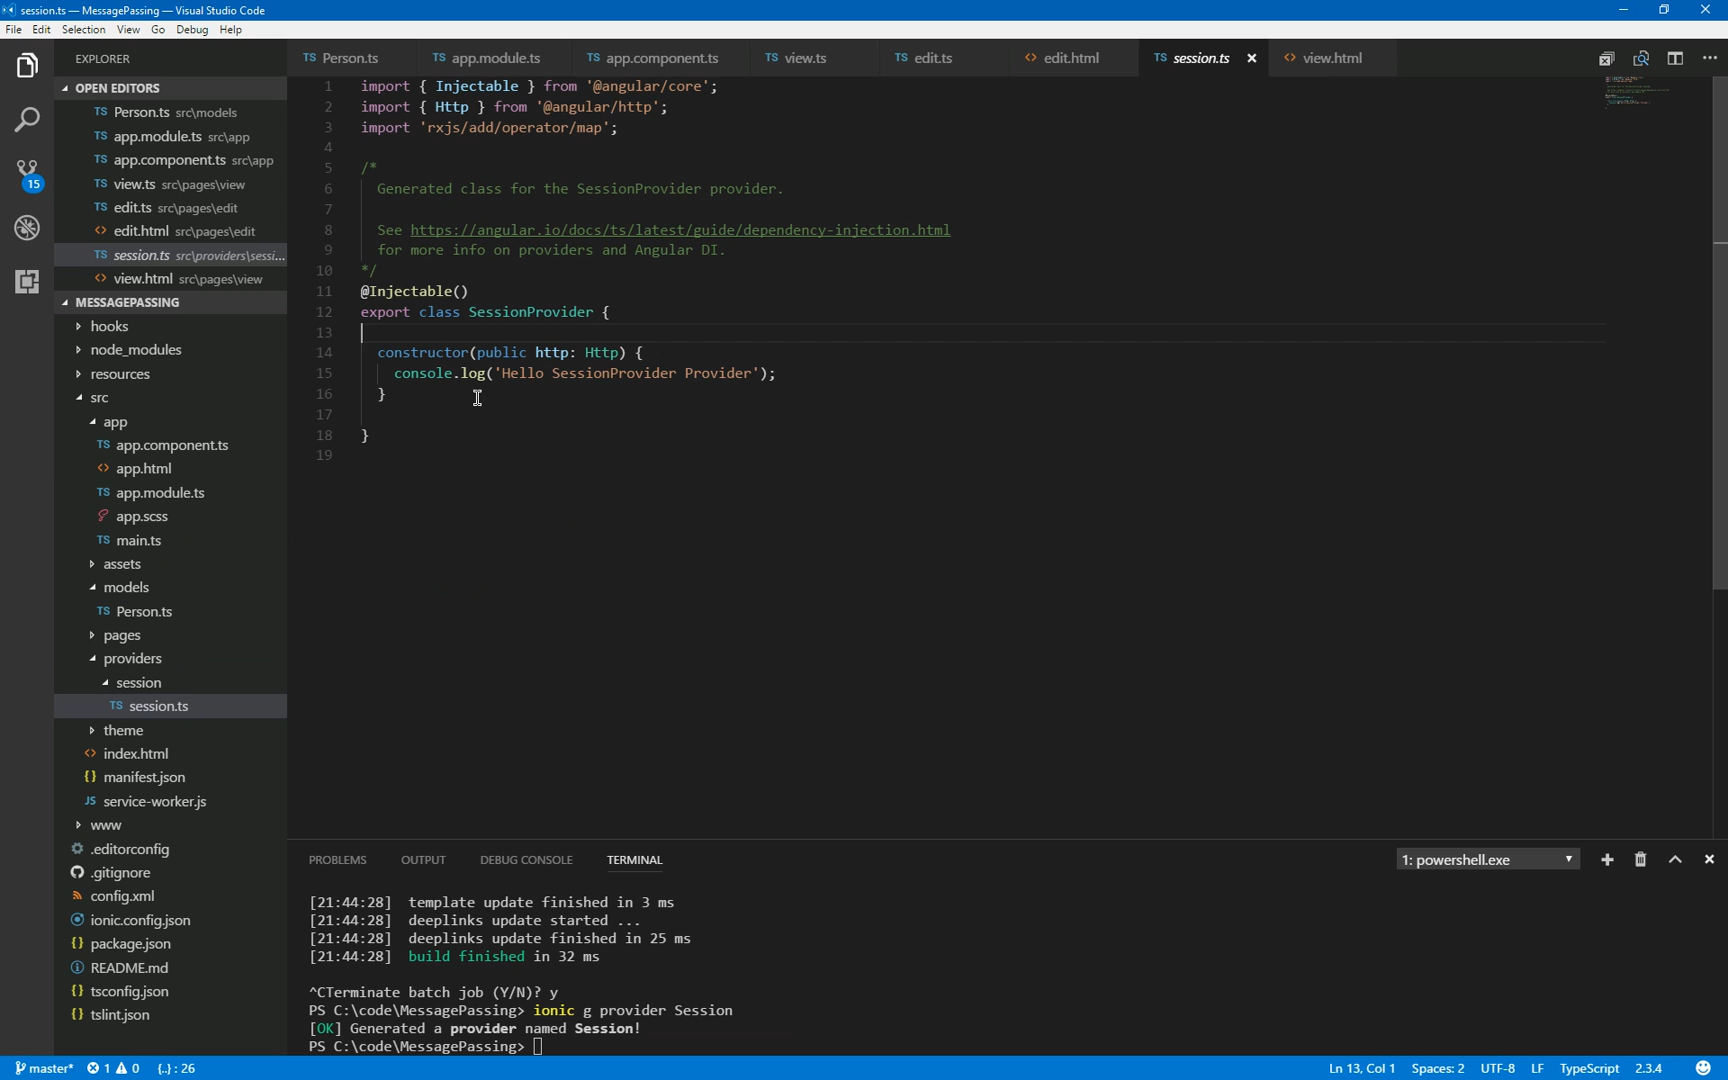 session.ts — MessagePassing — Visual Studio Code
File Edit Selection View Go Debug Help
EXPLORER
OPEN EDITORS
TS Person.ts src\models
TS app.module.ts src\app
TS app.component.ts src\app
TS view.ts src\pages\view
TS edit.ts src\pages\edit
<> edit.html src\pages\edit
TS session.ts src\providers\sessi...
<> view.html src\pages\view
15
MESSAGEPASSING
hooks
node_modules
resources
src
app
TS app.component.ts
<> app.html
TS app.module.ts
app.scss
TS main.ts
assets
models
TS Person.ts
pages
providers
session
TS session.ts
theme
<> index.html
{} manifest.json
JS service-worker.js
www
.editorconfig
.gitignore
config.xml
ionic.config.json
{} package.json
README.md
{} tsconfig.json
{} tslint.json
TS Person.ts TS app.module.ts TS app.component.ts TS view.ts TS edit.ts <> edit.html TS session.ts <> view.html
1 import { Injectable } from '@angular/core';
2 import { Http } from '@angular/http';
3 import 'rxjs/add/operator/map';
4
5 /*
6 Generated class for the SessionProvider provider.
7
8 See https://angular.io/docs/ts/latest/guide/dependency-injection.html
9 for more info on providers and Angular DI.
10 */
11 @Injectable()
12 export class SessionProvider {
13
14 constructor(public http: Http) {
15 console.log('Hello SessionProvider Provider');
16 }
17
18 }
19
PROBLEMS OUTPUT DEBUG CONSOLE TERMINAL 1: powershell.exe
[21:44:28] template update finished in 3 ms
[21:44:28] deeplinks update started ...
[21:44:28] deeplinks update finished in 25 ms
[21:44:28] build finished in 32 ms
^CTerminate batch job (Y/N)? y
PS C:\code\MessagePassing> ionic g provider Session
[OK] Generated a provider named Session!
PS C:\code\MessagePassing>
master* 1 0 {..} : 26 Ln 13, Col 1 Spaces: 2 UTF-8 LF TypeScript 2.3.4